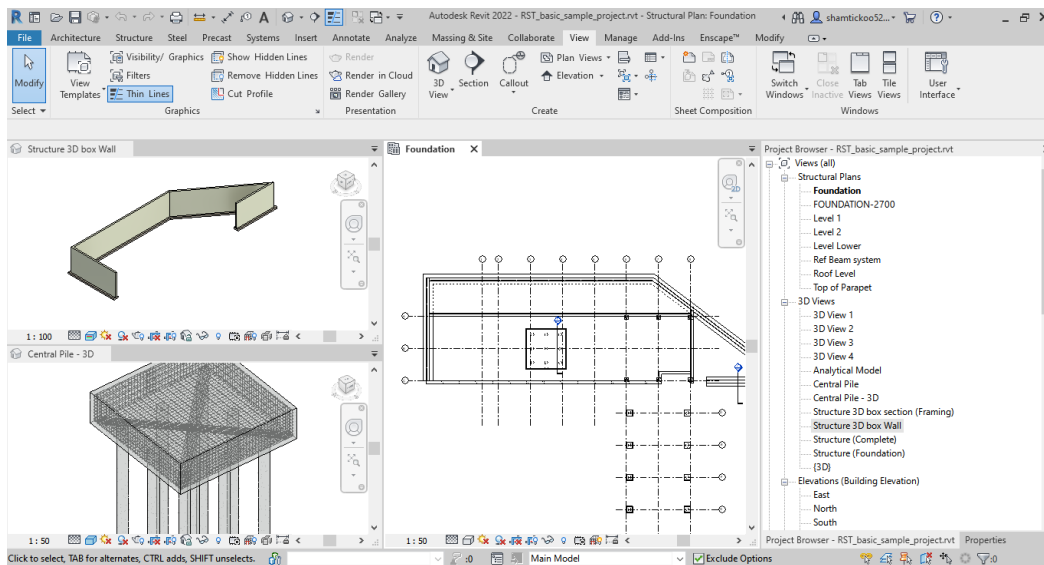 Autodesk Revit 2022 - RST_basic_sample_project.rvt - Structural Plan: Foundation
shamtickoo52...
File Architecture Structure Steel Precast Systems Insert Annotate Analyze Massing & Site Collaborate View Manage Add-Ins Enscape™ Modify
Modify
View Templates
Visibility/ Graphics
Filters
Thin Lines
Show Hidden Lines
Remove Hidden Lines
Cut Profile
Render
Render in Cloud
Render Gallery
3D View
Section
Callout
Plan Views
Elevation
Switch Windows
Close Inactive
Tab Views
Tile Views
User Interface
Select Graphics Presentation Create Sheet Composition Windows
Structure 3D box Wall
1 : 100
Central Pile - 3D
1 : 50
Foundation X
2D
1 : 50
Project Browser - RST_basic_sample_project.rvt
Views (all)
Structural Plans
Foundation
FOUNDATION-2700
Level 1
Level 2
Level Lower
Ref Beam system
Roof Level
Top of Parapet
3D Views
3D View 1
3D View 2
3D View 3
3D View 4
Analytical Model
Central Pile
Central Pile - 3D
Structure 3D box section (Framing)
Structure 3D box Wall
Structure (Complete)
Structure (Foundation)
{3D}
Elevations (Building Elevation)
East
North
South
Project Browser - RST_basic_sample_project.rvt Properties
Click to select, TAB for alternates, CTRL adds, SHIFT unselects. :0 Main Model Exclude Options :0